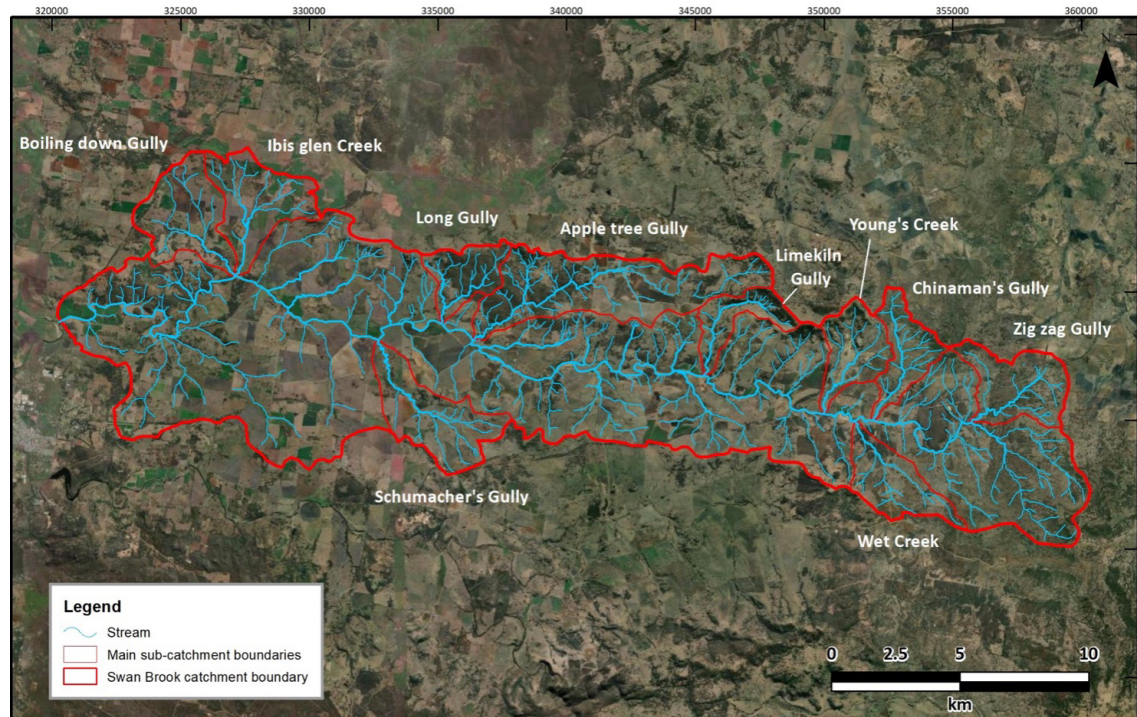 320000 325000 330000 335000 340000 345000 350000 355000 360000
N
Boiling down Gully
Ibis glen Creek
Long Gully
Apple tree Gully
Young's Creek
Limekiln
Gully
Chinaman's Gully
Zig zag Gully
Schumacher's Gully
Wet Creek
Legend
Stream
Main sub-catchment boundaries
Swan Brook catchment boundary
0 2.5 5 10
km